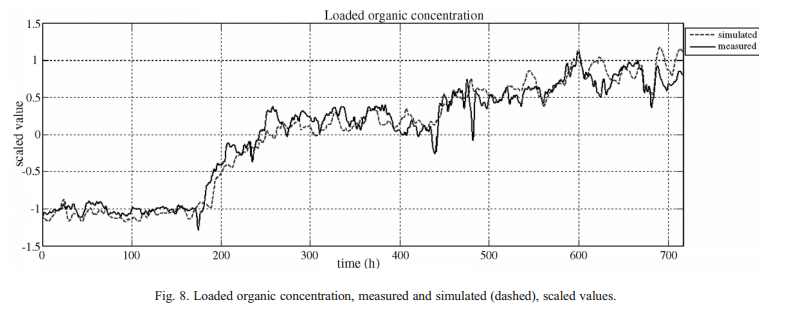 Loaded organic concentration
1.5
simulated
measured
1
0.5
0
-0.5
-1
-1.5
scaled value
0 100 200 300 400 500 600 700
time (h)
Fig. 8. Loaded organic concentration, measured and simulated (dashed), scaled values.